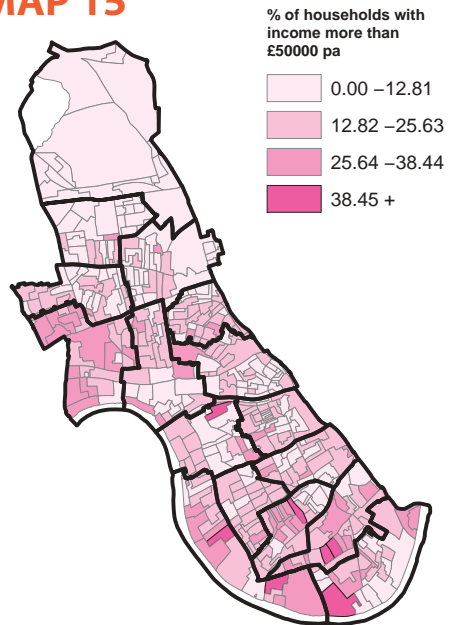 MAP 15
% of households with
income more than
£50000 pa
0.00 –12.81
12.82 –25.63
25.64 –38.44
38.45 +